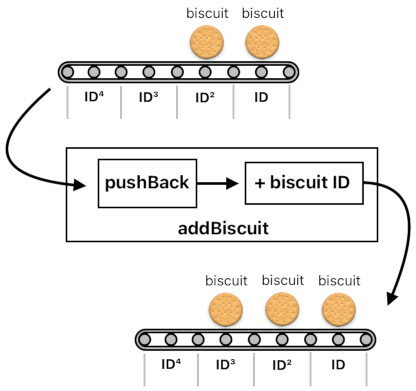 biscuit biscuit
ID⁴ ID³ ID² ID
pushBack + biscuit ID
addBiscuit
biscuit biscuit biscuit
ID⁴ ID³ ID² ID